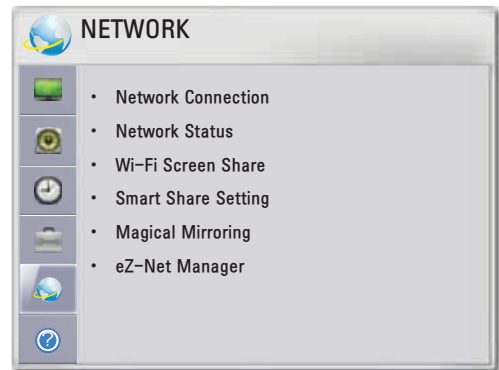 NETWORK
• Network Connection
• Network Status
• Wi-Fi Screen Share
• Smart Share Setting
• Magical Mirroring
• eZ-Net Manager
?